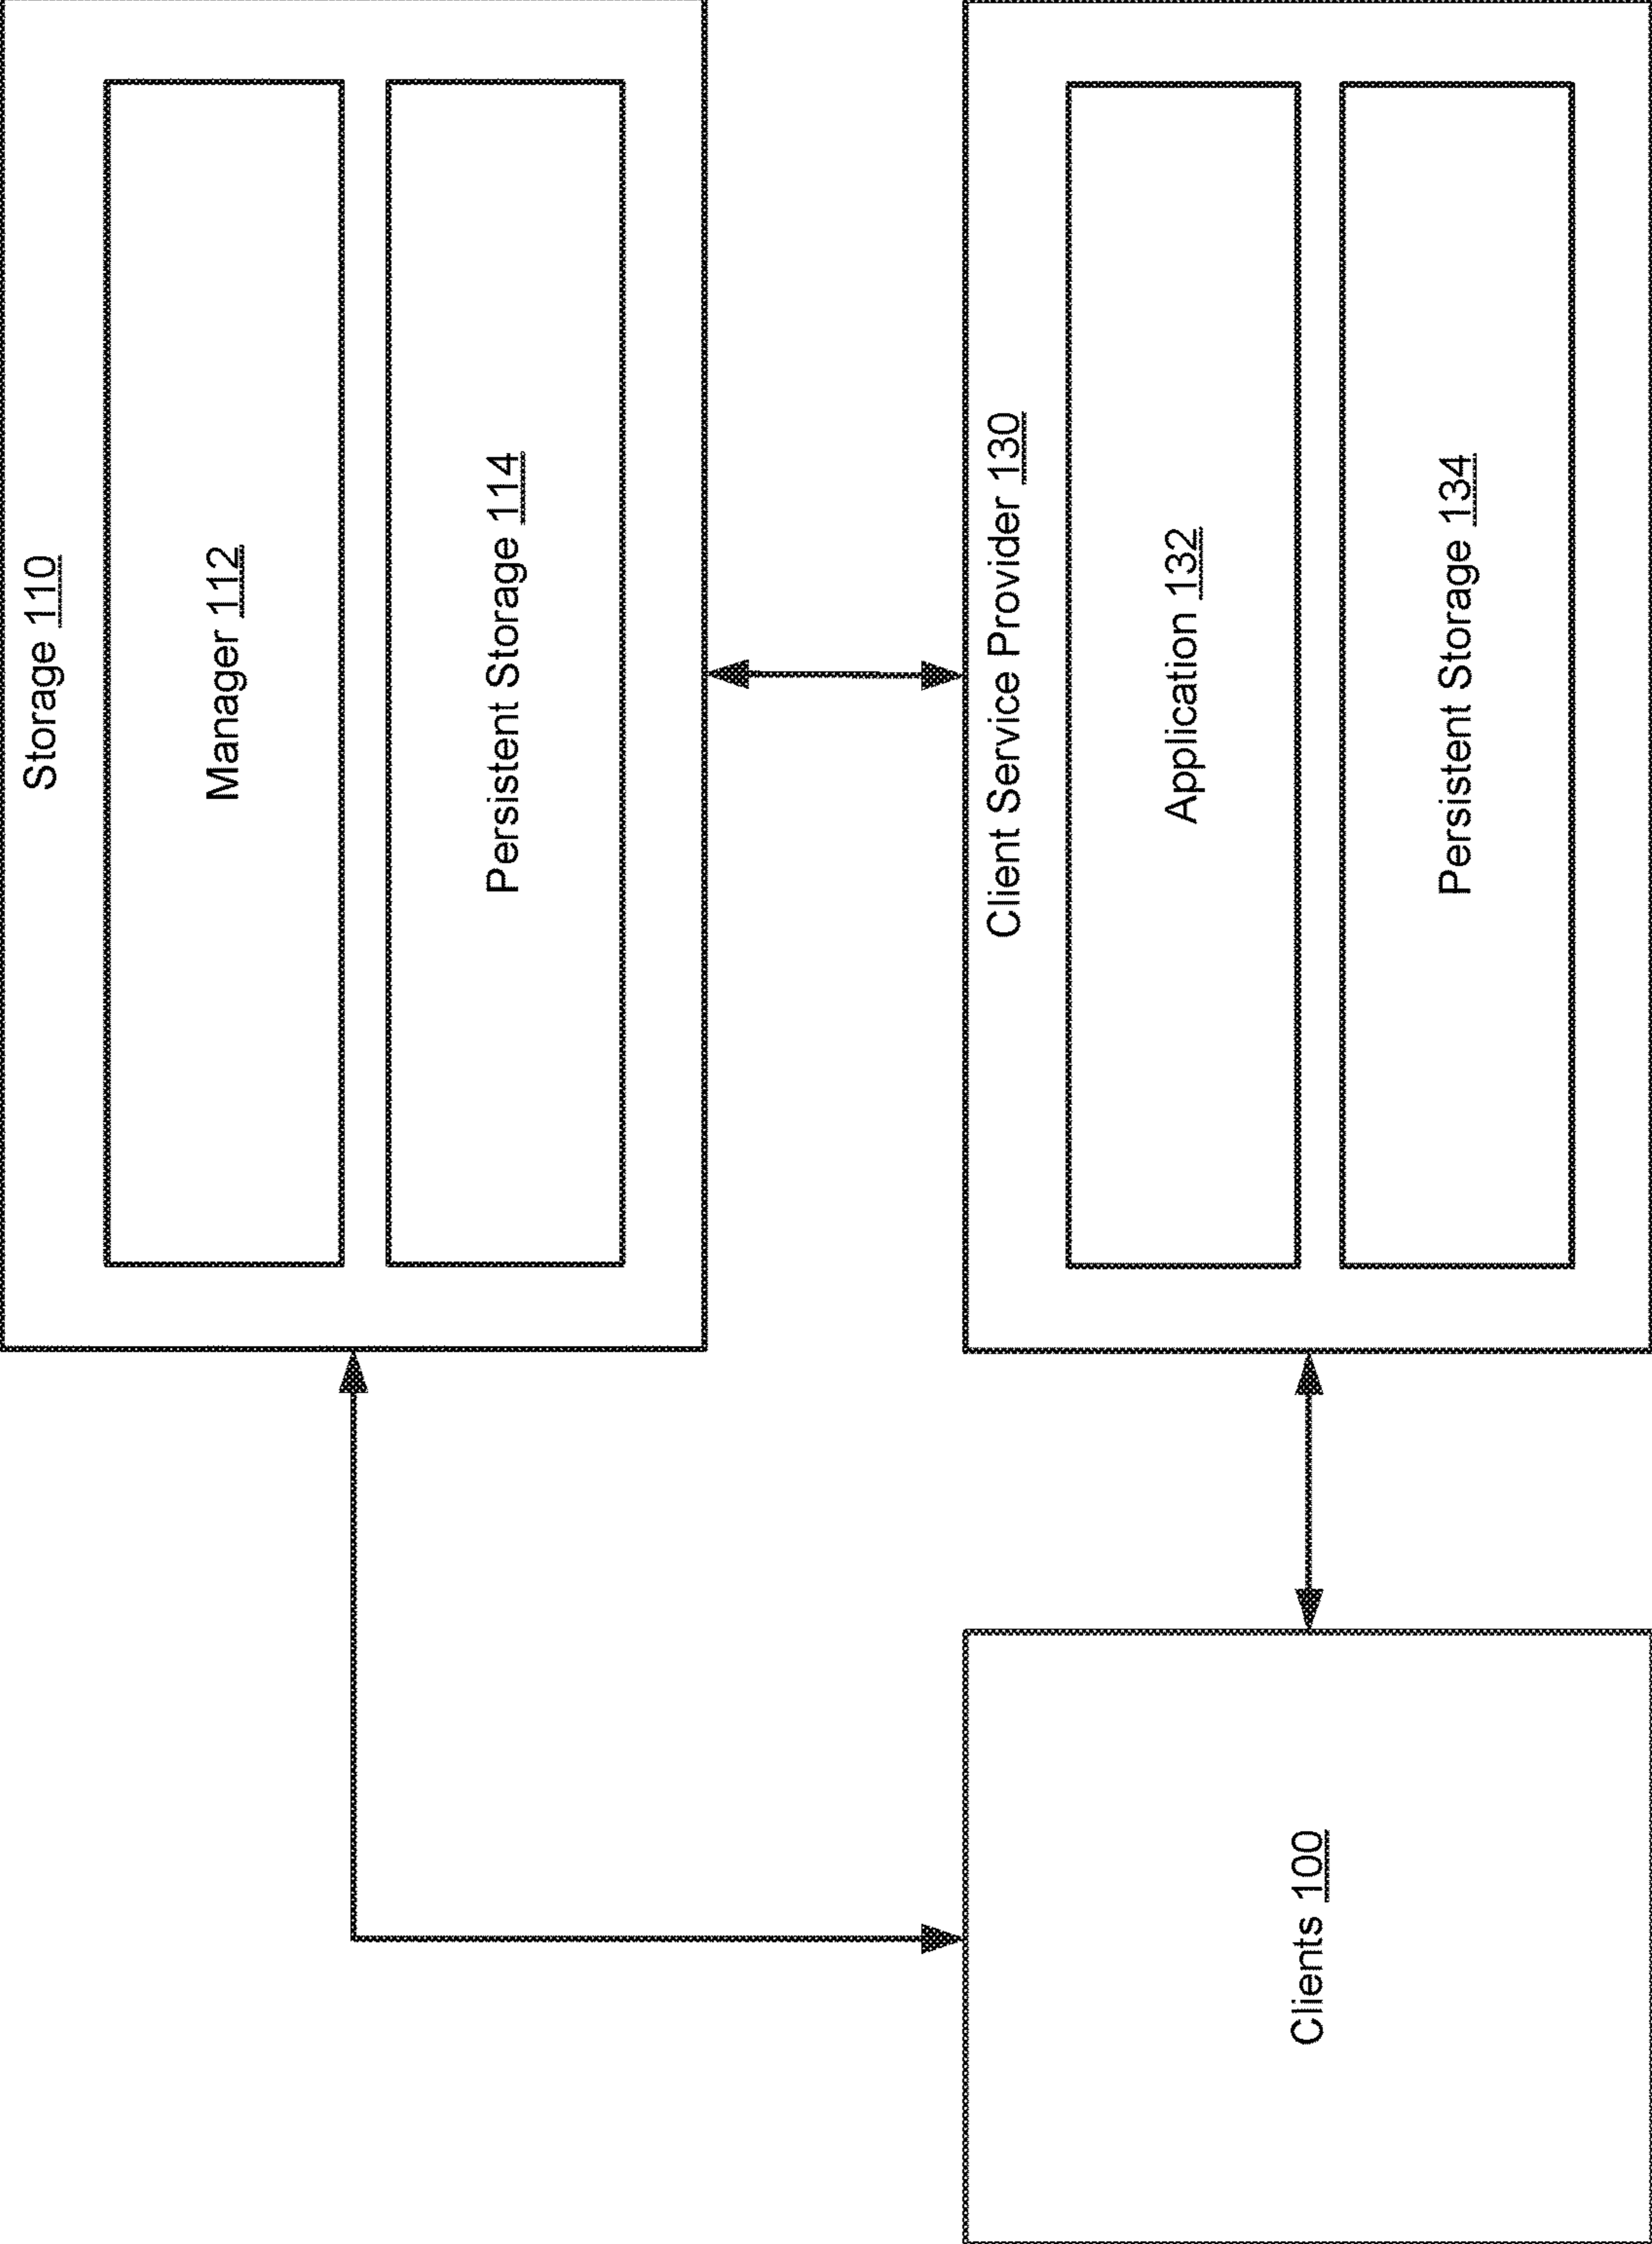 Storage 110
Manager 112
Persistent Storage 114
Client Service Provider 130
Application 132
Persistent Storage 134
Clients 100